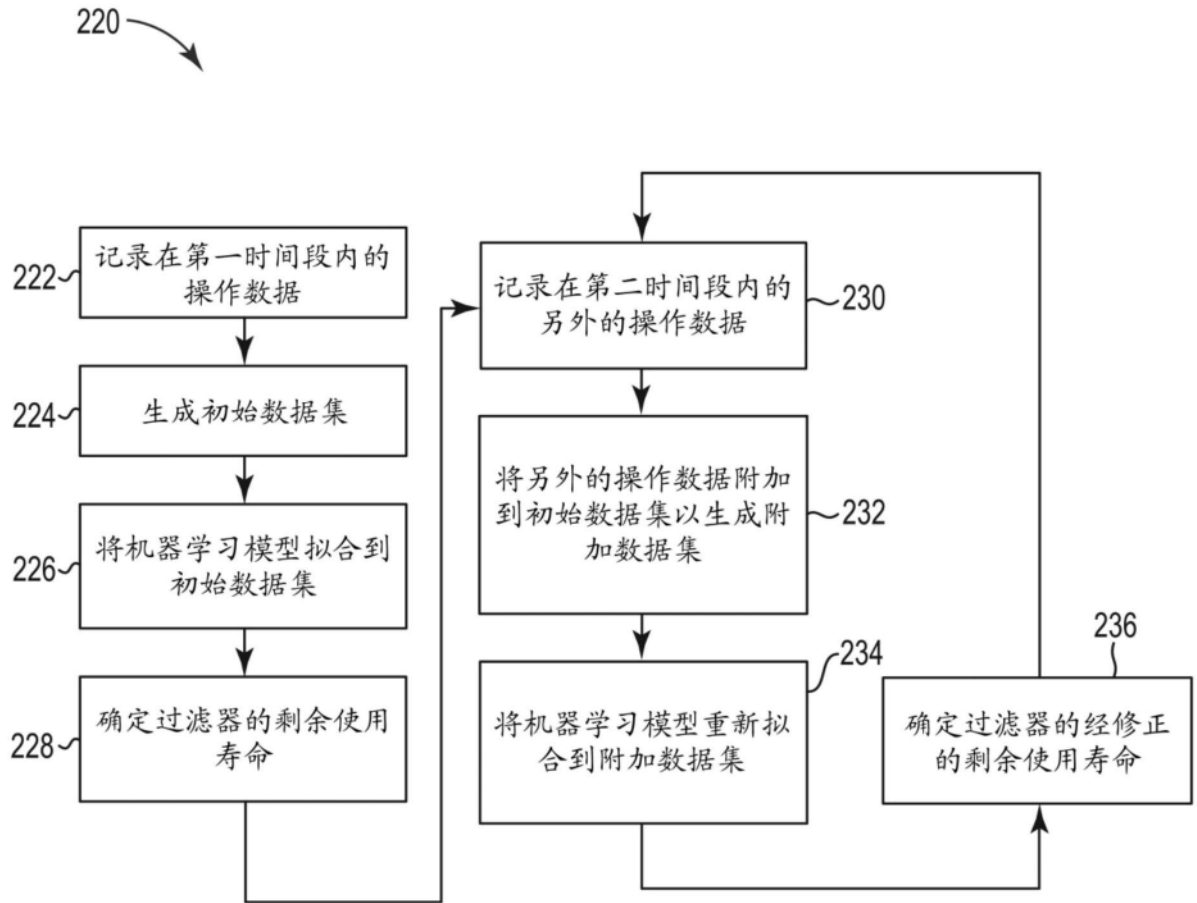 220
222
记录在第一时间段内的
操作数据
224
生成初始数据集
226
将机器学习模型拟合到
初始数据集
228
确定过滤器的剩余使用
寿命
记录在第二时间段内的
另外的操作数据
230
将另外的操作数据附加
到初始数据集以生成附
加数据集
232
将机器学习模型重新拟
合到附加数据集
234
236
确定过滤器的经修正
的剩余使用寿命